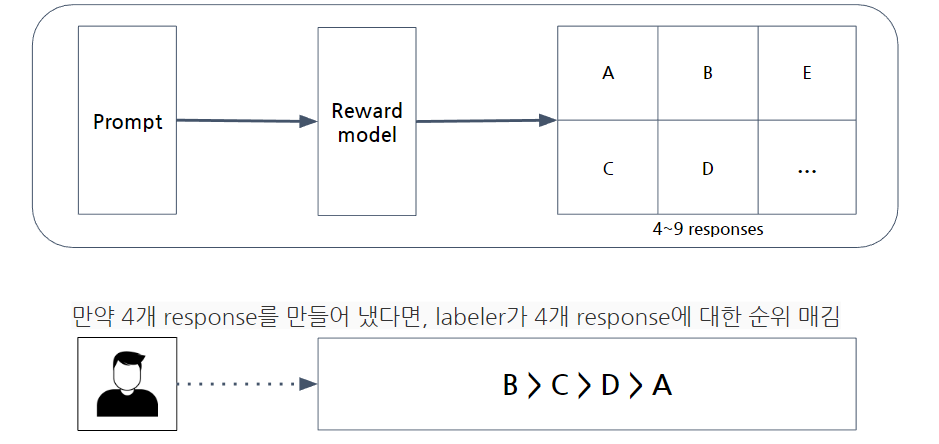 Prompt
Reward
model
A
B
E
C
D
...
4~9 responses
만약 4개 response를 만들어 냈다면, labeler가 4개 response에 대한 순위 매김
B > C > D > A